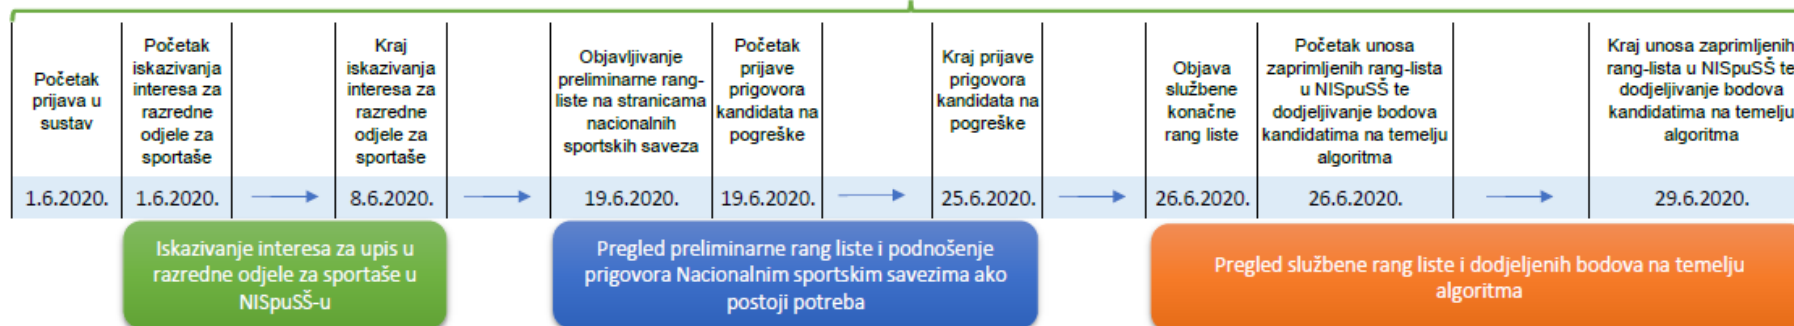 Početak
prijava u
sustav
Početak
iskazivanja
interesa za
razredne
odjele za
sportaše
Kraj
iskazivanja
interesa za
razredne
odjele za
sportaše
Objavljivanje
preliminarne rang-
liste na stranicama
nacionalnih
sportskih saveza
Početak
prijave
prigovora
kandidata na
pogreške
Kraj prijave
prigovora
kandidata na
pogreške
Objava
službene
konačne
rang liste
Početak unosa
zaprimljenih rang-lista
u NISpuSŠ te
dodjeljivanje bodova
kandidatima na temelju
algoritma
Kraj unosa zaprimljenih
rang-lista u NISpuSŠ te
dodjeljivanje bodova
kandidatima na temelju
algoritma
1.6.2020. 1.6.2020. 8.6.2020. 19.6.2020. 19.6.2020. 25.6.2020. 26.6.2020. 26.6.2020. 29.6.2020.
Iskazivanje interesa za upis u
razredne odjele za sportaše u
NISpuSŠ-u
Pregled preliminarne rang liste i podnošenje
prigovora Nacionalnim sportskim savezima ako
postoji potreba
Pregled službene rang liste i dodjeljenih bodova na temelju
algoritma